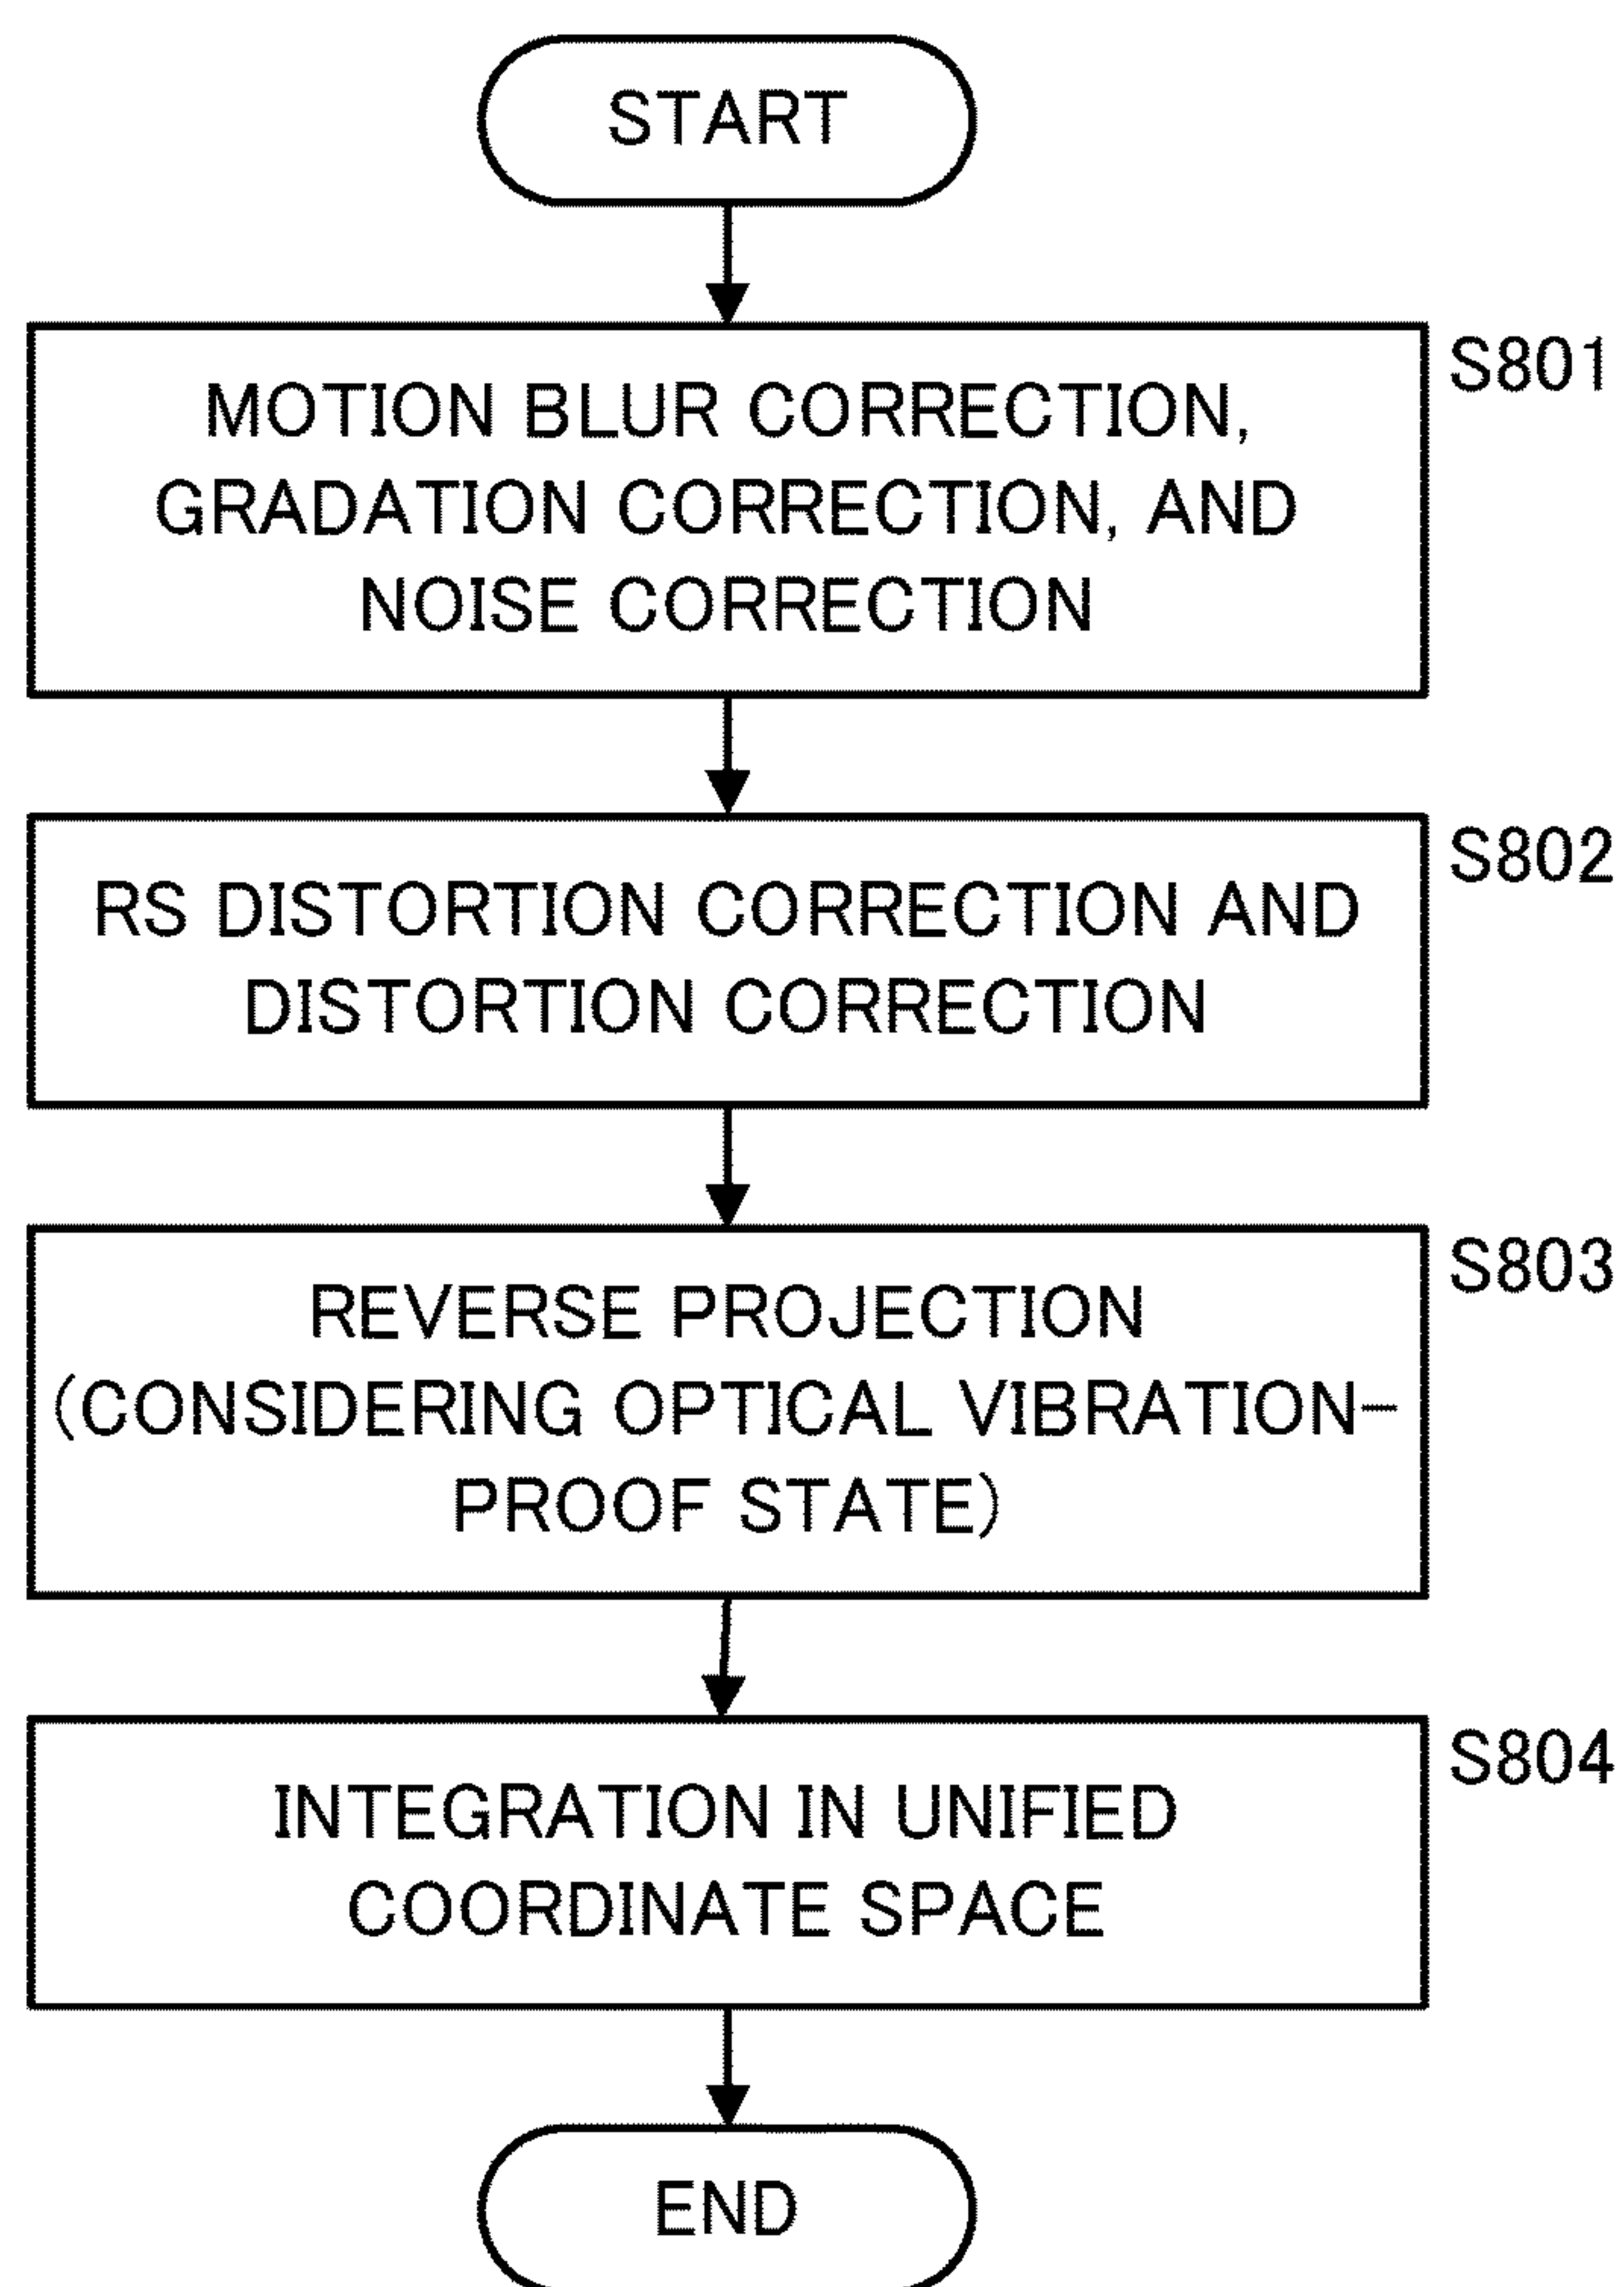 START
S801
MOTION BLUR CORRECTION,
GRADATION CORRECTION, AND
NOISE CORRECTION
S802
RS DISTORTION CORRECTION AND
DISTORTION CORRECTION
S803
REVERSE PROJECTION
(CONSIDERING OPTICAL VIBRATION-
PROOF STATE)
S804
INTEGRATION IN UNIFIED
COORDINATE SPACE
END